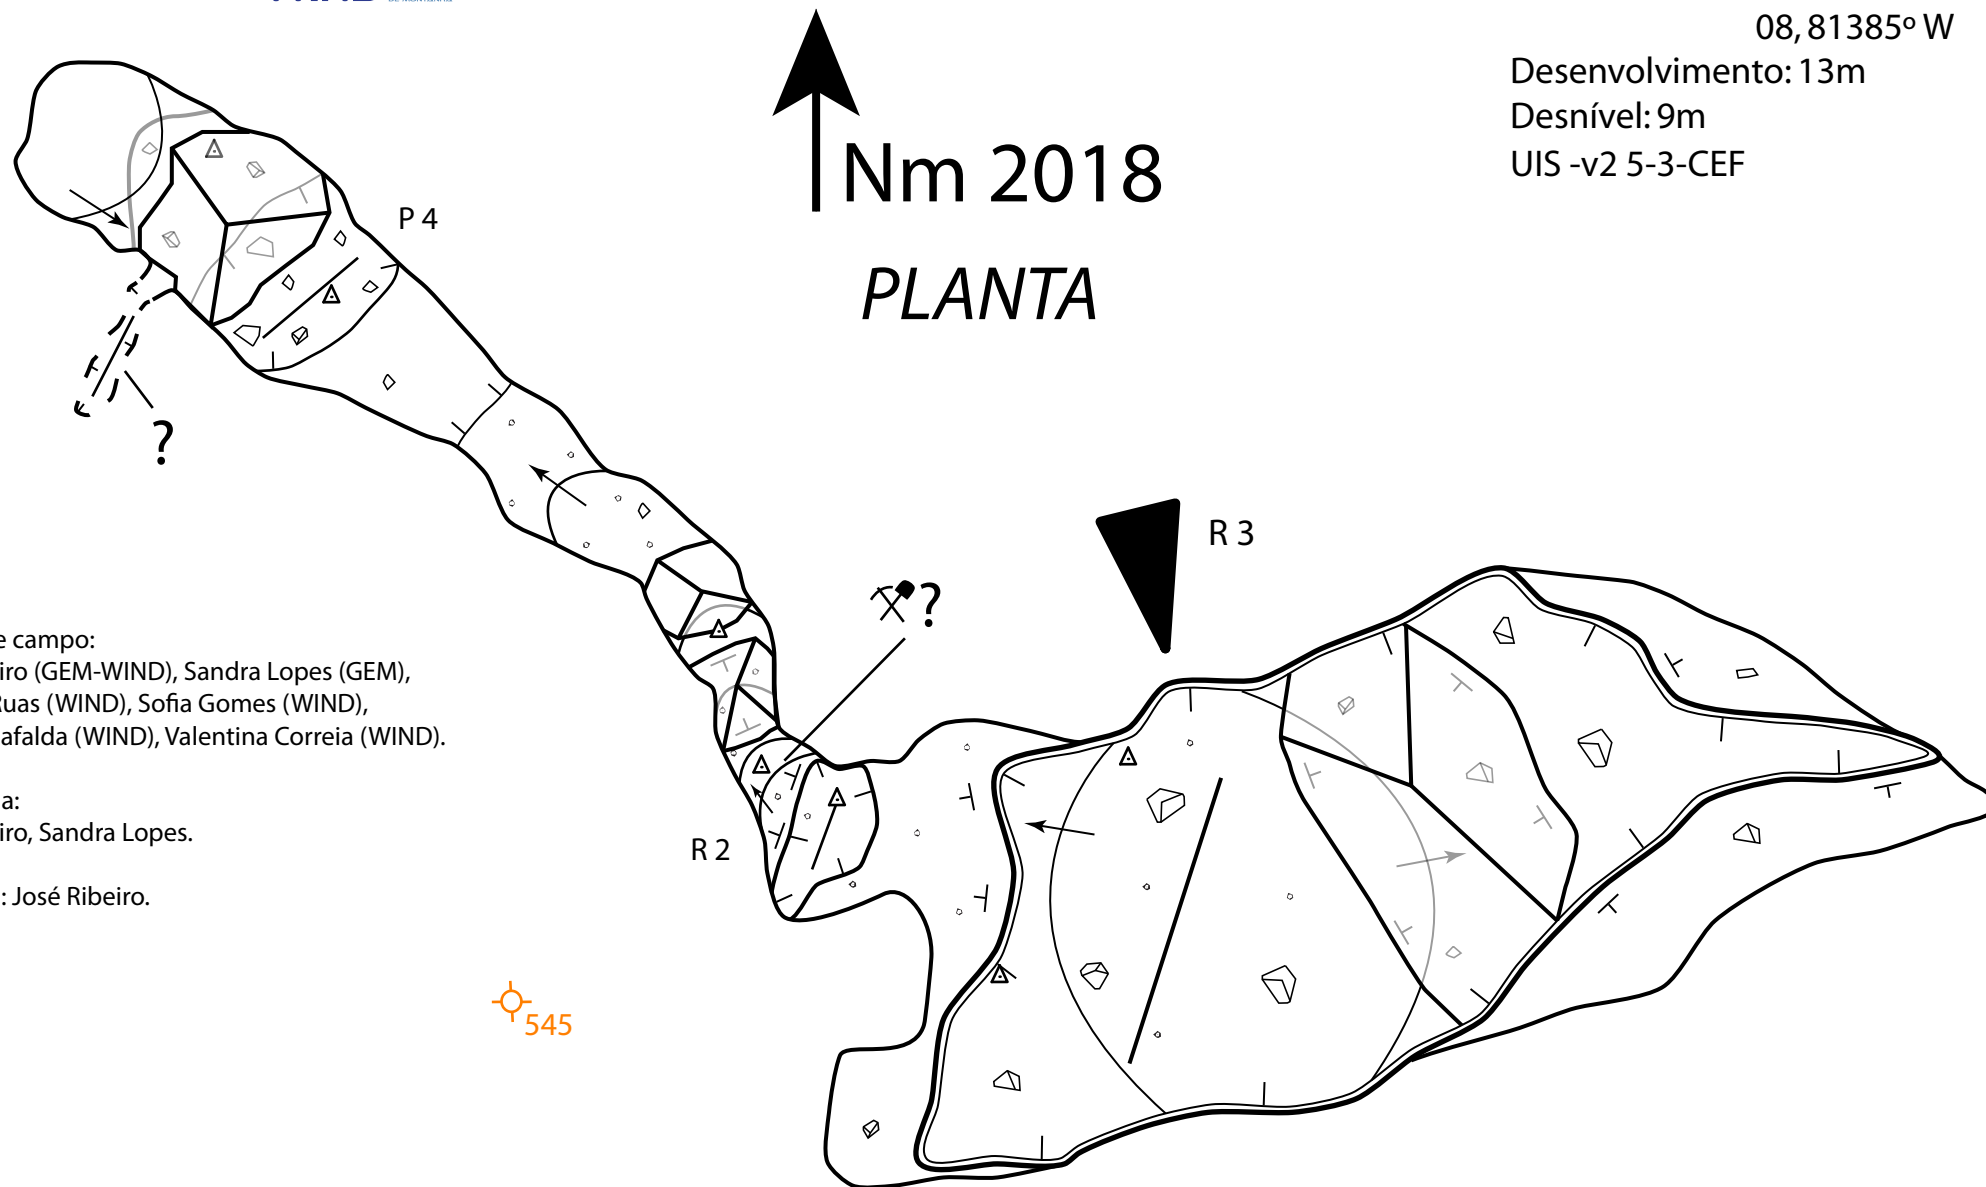 08,81385º W
Desenvolvimento: 13m
Desnível: 9m
UIS -v2 5-3-CEF
Nm 2018
PLANTA
P 4
?
R 3
?
e campo:
iro (GEM-WIND), Sandra Lopes (GEM),
Ruas (WIND), Sofia Gomes (WIND),
afalda (WIND), Valentina Correia (WIND).
a:
iro, Sandra Lopes.
: José Ribeiro.
R 2
545